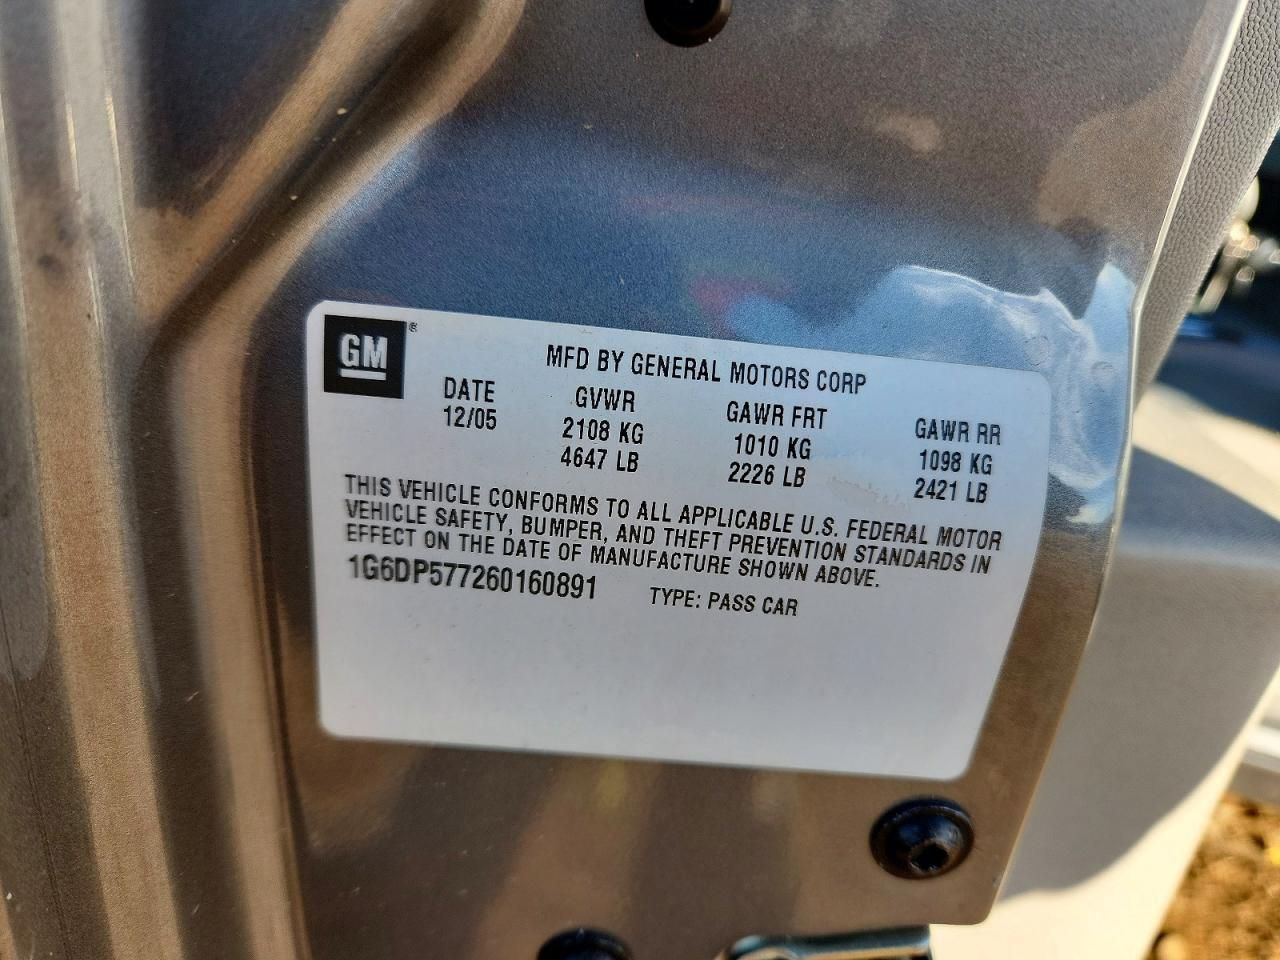 GM®
MFD BY GENERAL MOTORS CORP
DATE GVWR GAWR FRT GAWR RR
12/05 2108 KG 1010 KG 1098 KG
4647 LB 2226 LB 2421 LB
THIS VEHICLE CONFORMS TO ALL APPLICABLE U.S. FEDERAL MOTOR
VEHICLE SAFETY, BUMPER, AND THEFT PREVENTION STANDARDS IN
EFFECT ON THE DATE OF MANUFACTURE SHOWN ABOVE.
1G6DP577260160891 TYPE: PASS CAR